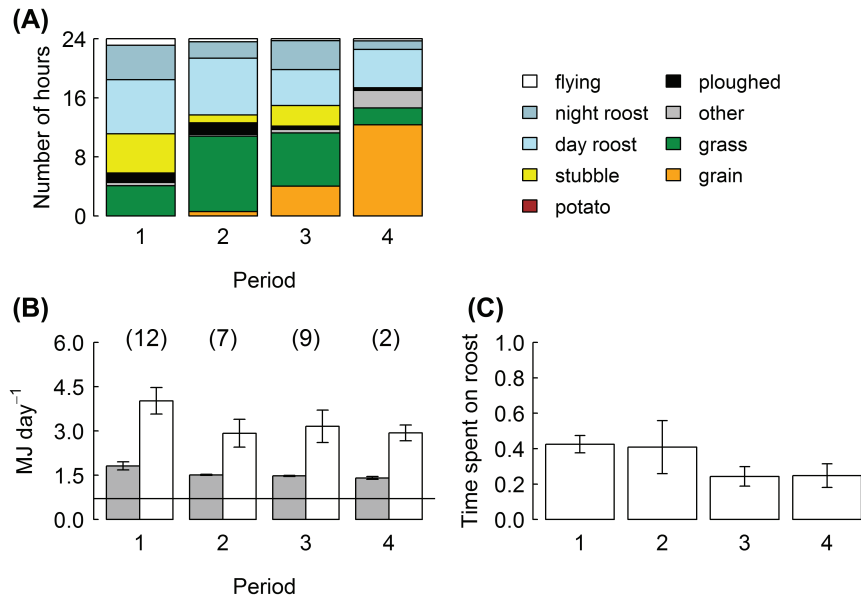 (A)
Number of hours
24
16
8
0
1 2 3 4
Period
flying
night roost
day roost
stubble
potato
ploughed
other
grass
grain
(B)
MJ day⁻¹
6.0
4.5
3.0
1.5
0.0
(12) (7) (9) (2)
1 2 3 4
Period
(C)
Time spent on roost
1.0
0.8
0.6
0.4
0.2
0.0
1 2 3 4